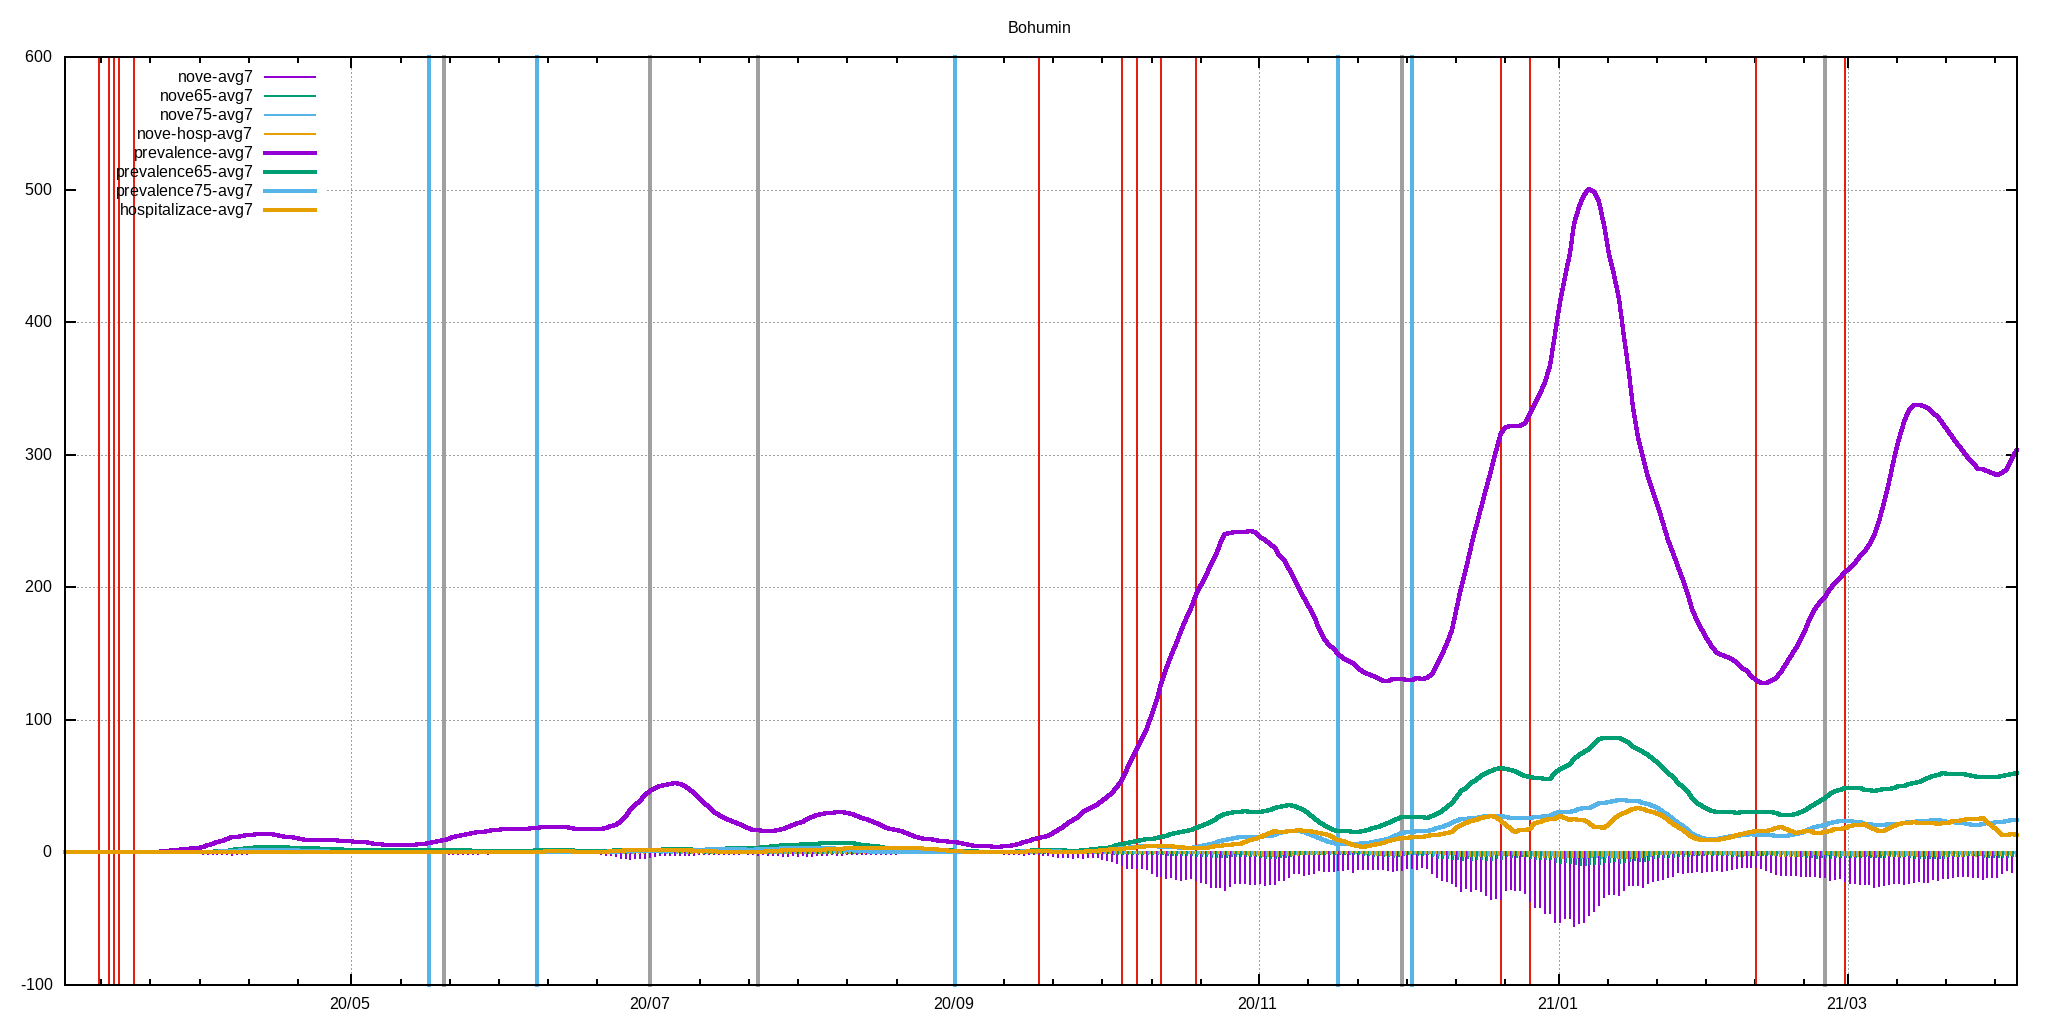 Bohumin
600
500
400
300
200
100
0
-100
nove-avg7
nove65-avg7
nove75-avg7
nove-hosp-avg7
prevalence-avg7
prevalence65-avg7
prevalence75-avg7
hospitalizace-avg7
20/05 20/07 20/09 20/11 21/01 21/03